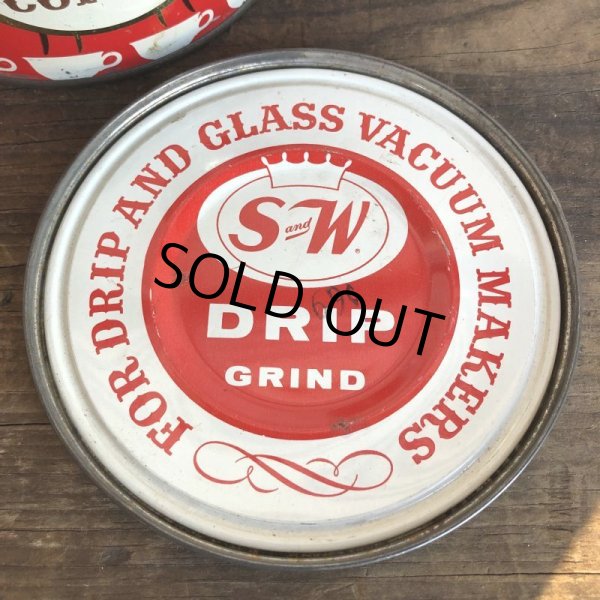 FOR DRIP AND GLASS VACUUM MAKERS
S and W®
SOLD OUT
DRIP
GRIND